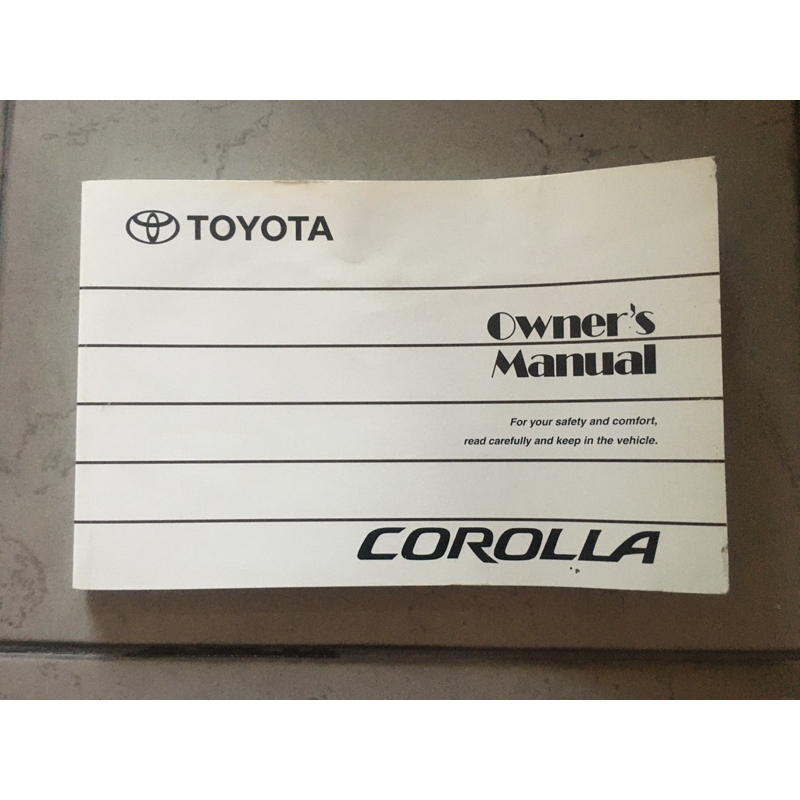 TOYOTA
Owner's
Manual
For your safety and comfort,
read carefully and keep in the vehicle.
COROLLA